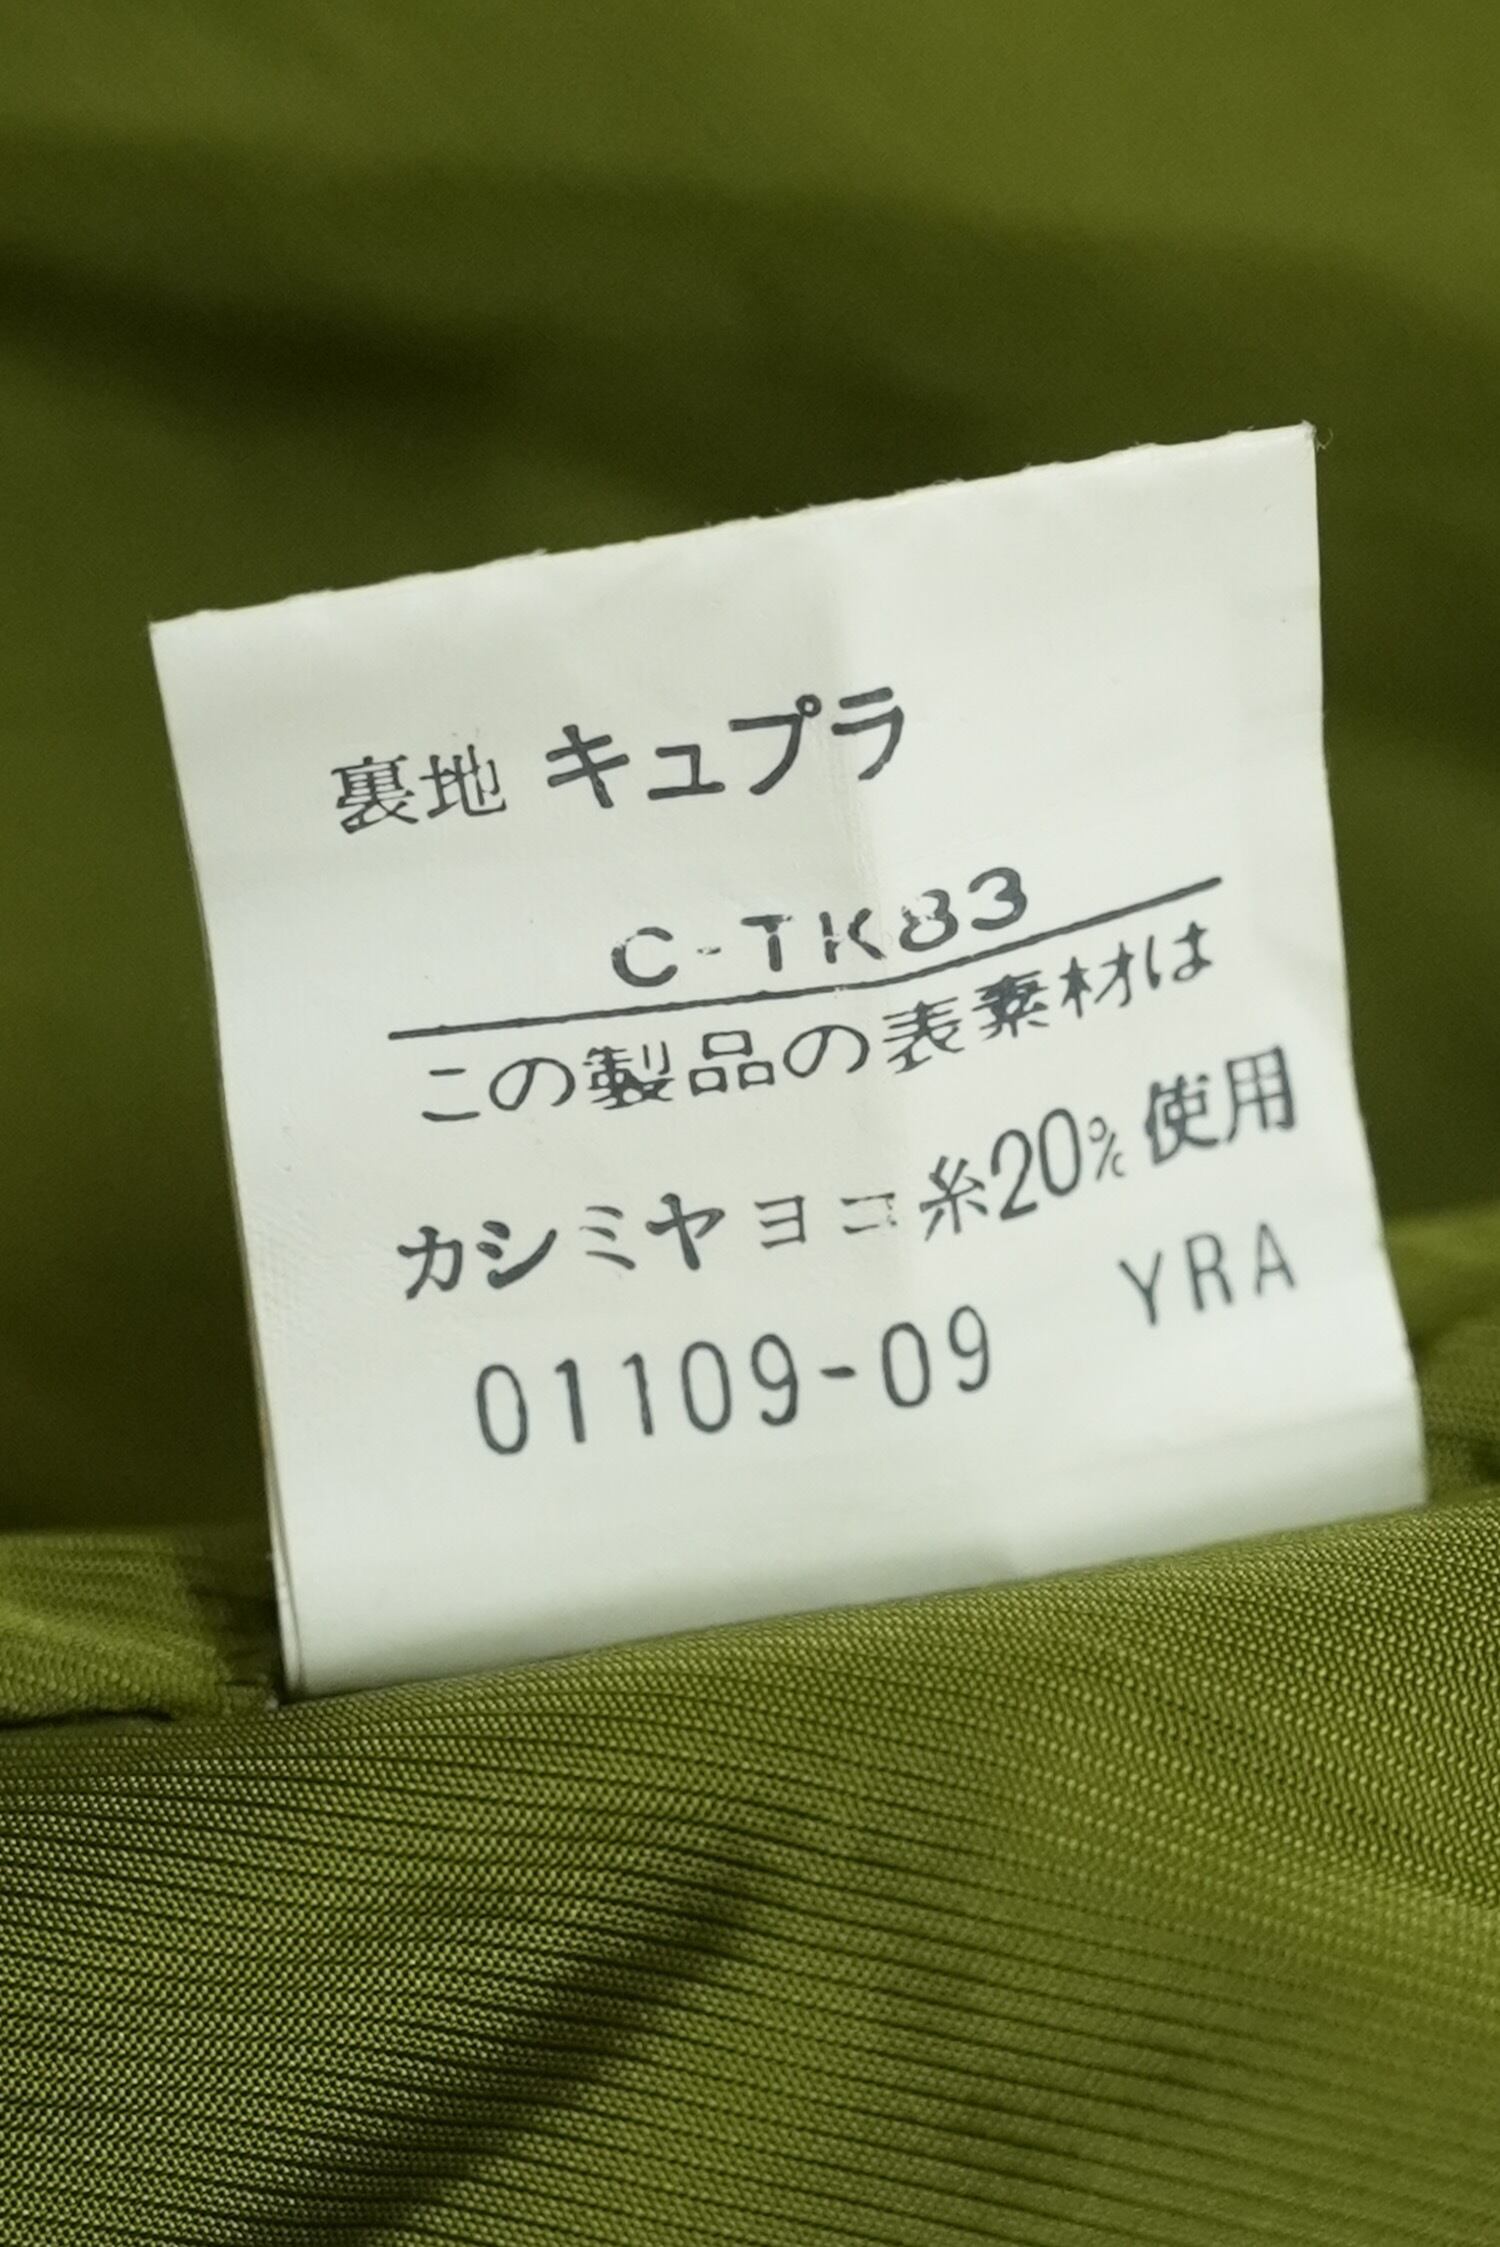 裏地 キュプラ
C-TK83
この製品の表素材は
カシミヤヨコ糸20%使用
01109-09 YRA